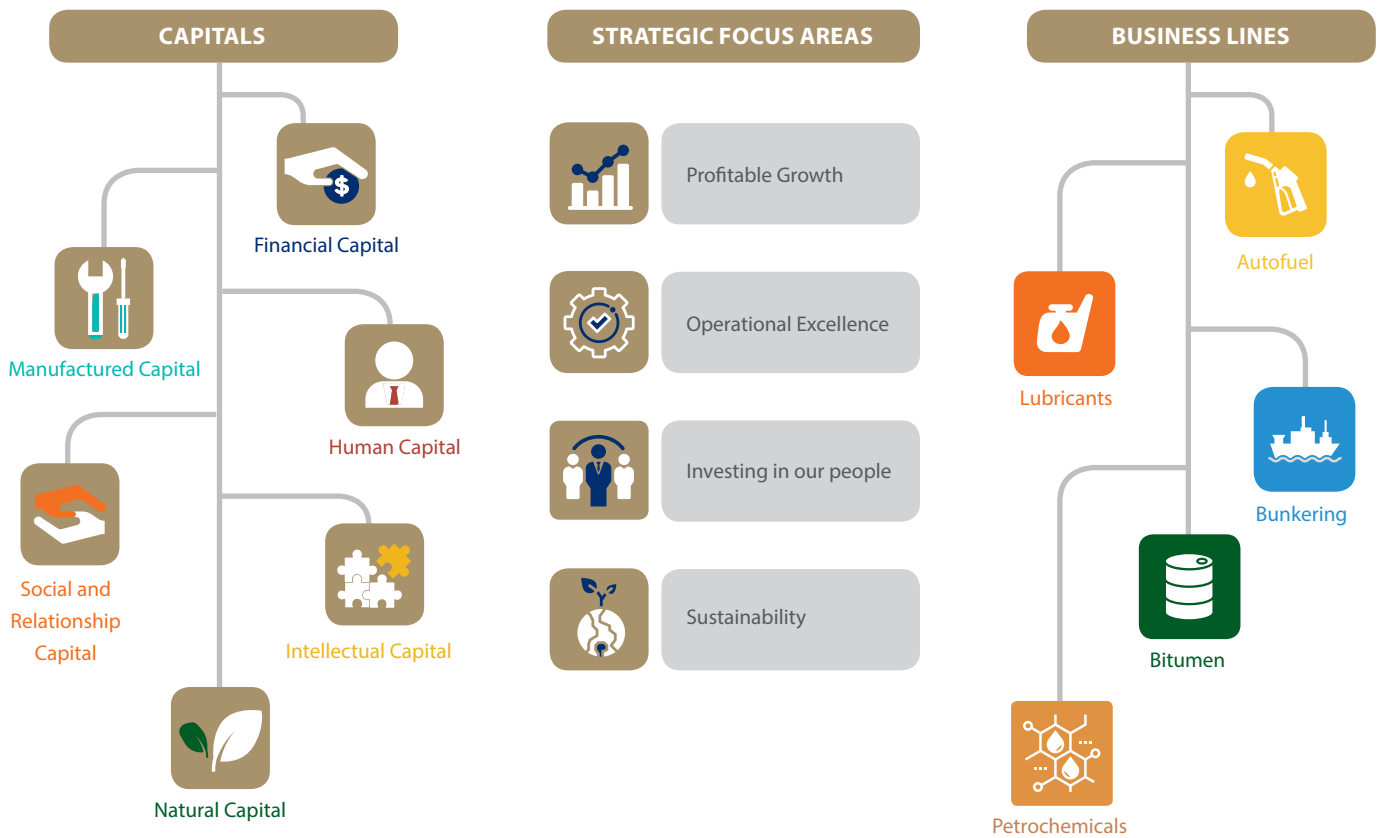 CAPITALS
Financial Capital
Manufactured Capital
Human Capital
Social and
Relationship
Capital
Intellectual Capital
Natural Capital
STRATEGIC FOCUS AREAS
Profitable Growth
Operational Excellence
Investing in our people
Sustainability
BUSINESS LINES
Autofuel
Lubricants
Bunkering
Bitumen
Petrochemicals